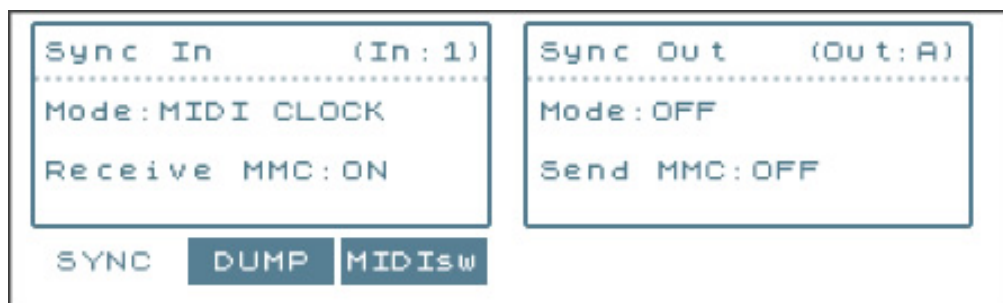 Sync In (In:1)
Mode:MIDI CLOCK
Receive MMC:ON
Sync Out (Out:A)
Mode:OFF
Send MMC:OFF
SYNC DUMP MIDIsw